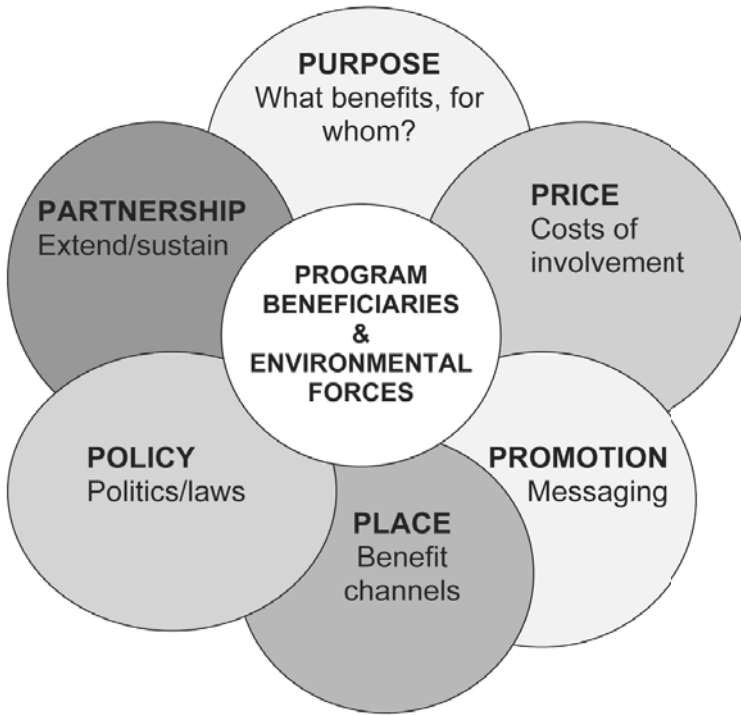 PURPOSE
What benefits, for
whom?
PRICE
Costs of
involvement
PARTNERSHIP
Extend/sustain
PROGRAM
BENEFICIARIES
&
ENVIRONMENTAL
FORCES
PROMOTION
Messaging
POLICY
Politics/laws
PLACE
Benefit
channels